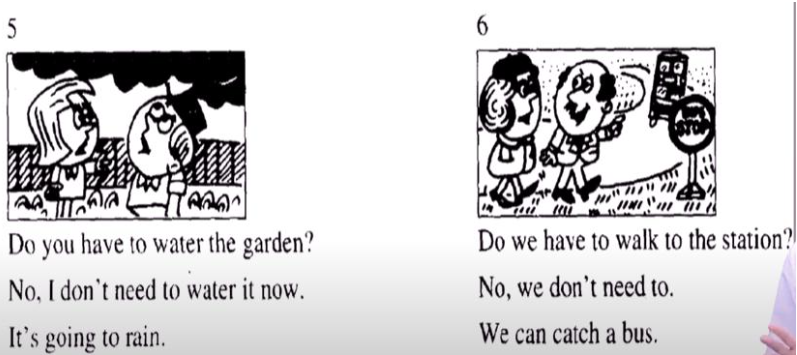 5
Do you have to water the garden?
No, I don't need to water it now.
It's going to rain.
6
STOP
Do we have to walk to the station?
No, we don't need to.
We can catch a bus.